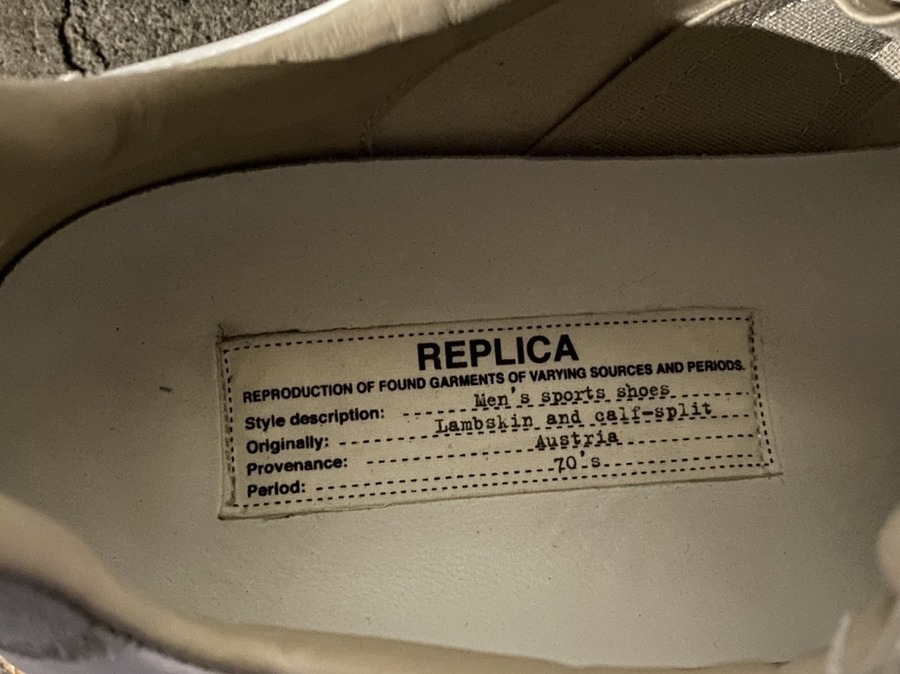 REPLICA
REPRODUCTION OF FOUND GARMENTS OF VARYING SOURCES AND PERIODS.
Style description: Men's sports shoes
Originally: Lambskin and calf-split
Provenance: Austria
Period: 70's